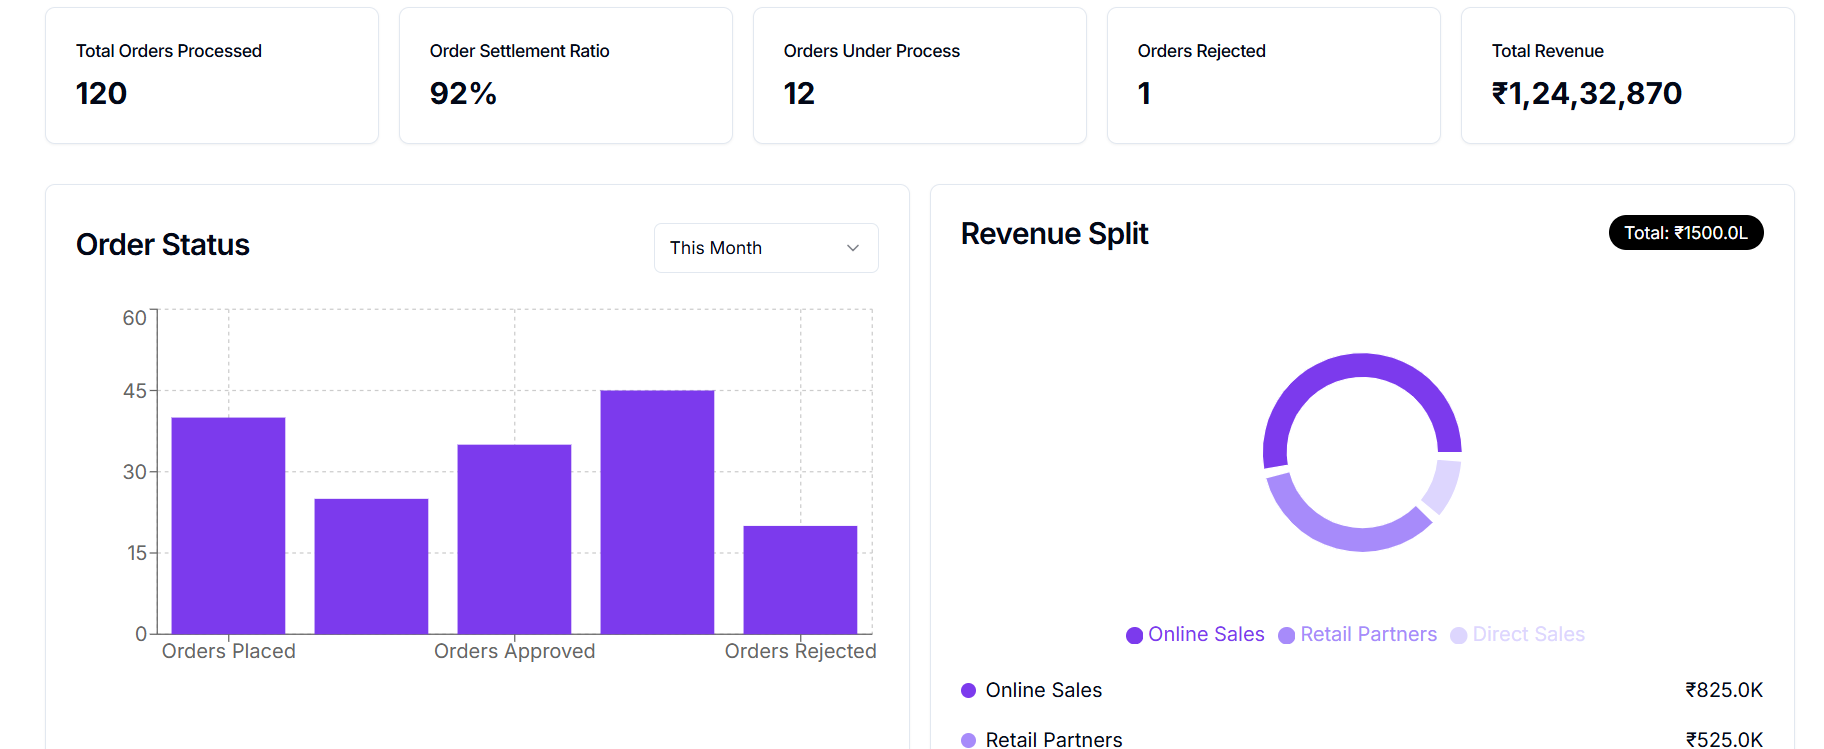 Total Orders Processed
120
Order Settlement Ratio
92%
Orders Under Process
12
Orders Rejected
1
Total Revenue
₹1,24,32,870
Order Status
This Month
60
45
30
15
0
Orders Placed
Orders Approved
Orders Rejected
Revenue Split
Total: ₹1500.0L
Online Sales
Retail Partners
Direct Sales
Online Sales
₹825.0K
Retail Partners
₹525.0K